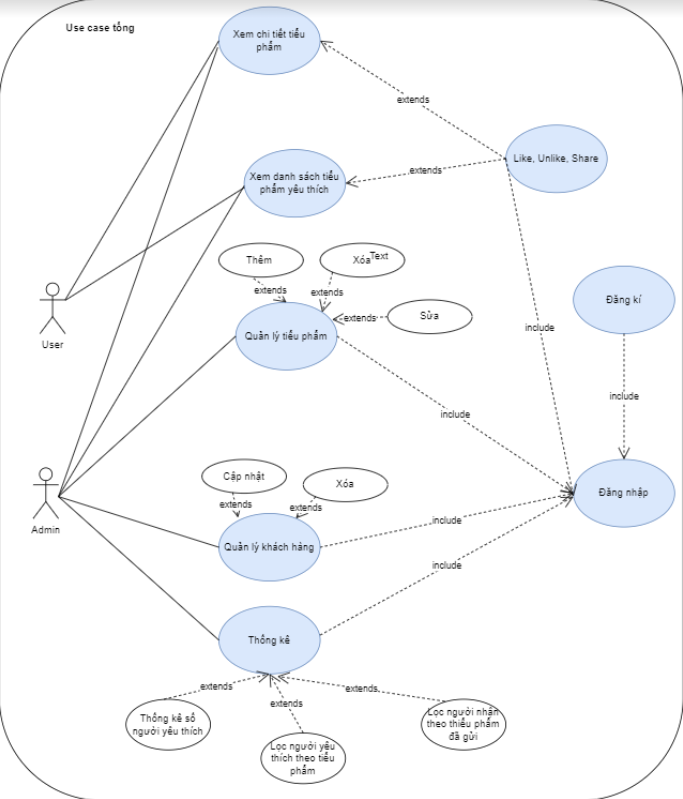 Use case tổng
Xem chi tiết tiểu
phẩm
extends
Like, Unlike, Share
extends
Xem danh sách tiểu
phẩm yêu thích
Thêm
Xóa
Text
extends
extends
extends
Sửa
Quản lý tiểu phẩm
User
Đăng kí
include
include
include
Cập nhật
Xóa
extends
extends
Admin
Đăng nhập
Quản lý khách hàng
include
include
Thống kê
extends
extends
extends
Thống kê số
người yêu thích
Lọc người yêu
thích theo tiểu
phẩm
Lọc người nhận
theo thiểu phẩm
đã gửi